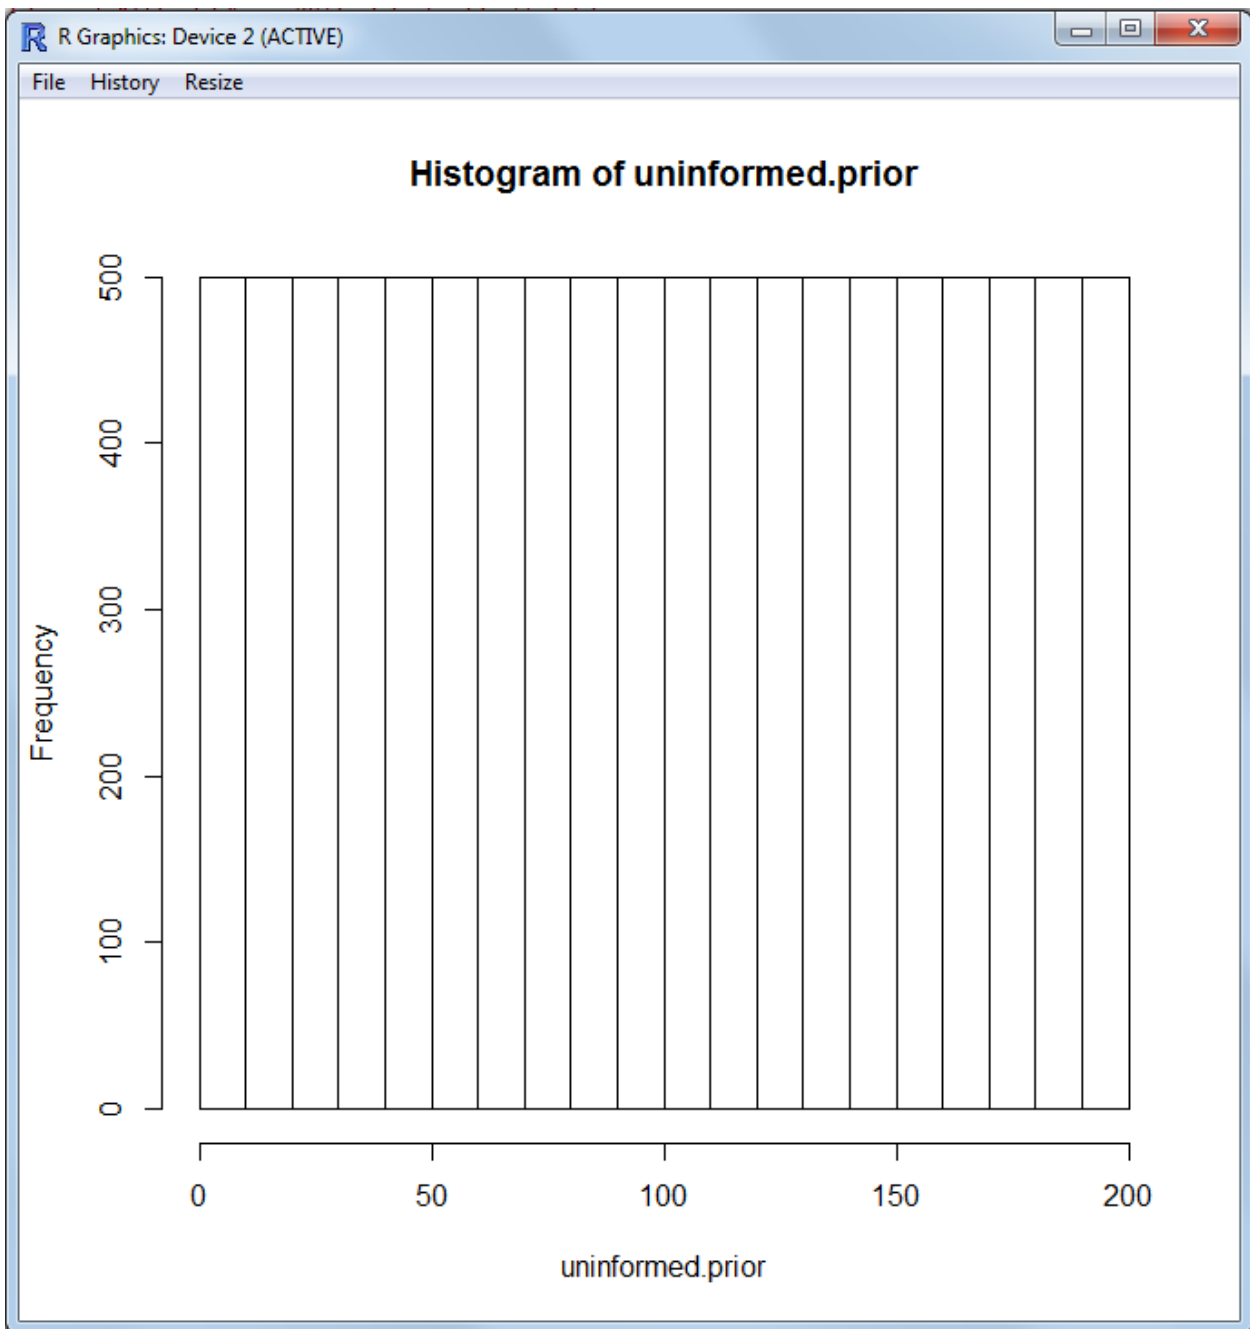 R Graphics: Device 2 (ACTIVE)
File History Resize
Histogram of uninformed.prior
500
400
300
200
100
0
Frequency
0 50 100 150 200
uninformed.prior